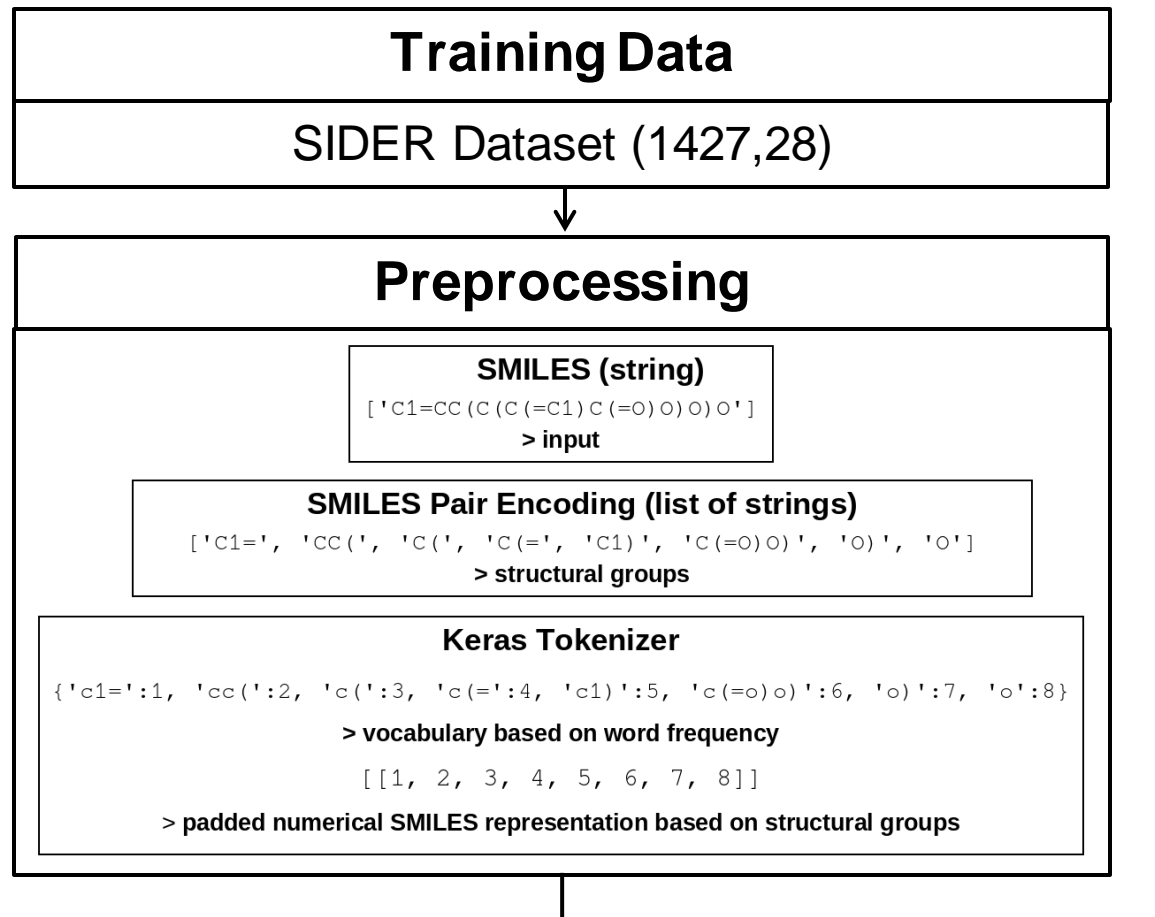 Training Data
SIDER Dataset (1427,28)
Preprocessing
SMILES (string)
['C1=CC(C(C(=C1)C(=O)O)O)O']
> input
SMILES Pair Encoding (list of strings)
['C1=', 'CC(', 'C(', 'C(=', 'C1)', 'C(=O)O)', 'O)', 'O']
> structural groups
Keras Tokenizer
{'c1=':1, 'cc(':2, 'c(':3, 'c(=':4, 'c1)':5, 'c(=o)o)':6, 'o)':7, 'o':8}
> vocabulary based on word frequency
[[1, 2, 3, 4, 5, 6, 7, 8]]
> padded numerical SMILES representation based on structural groups